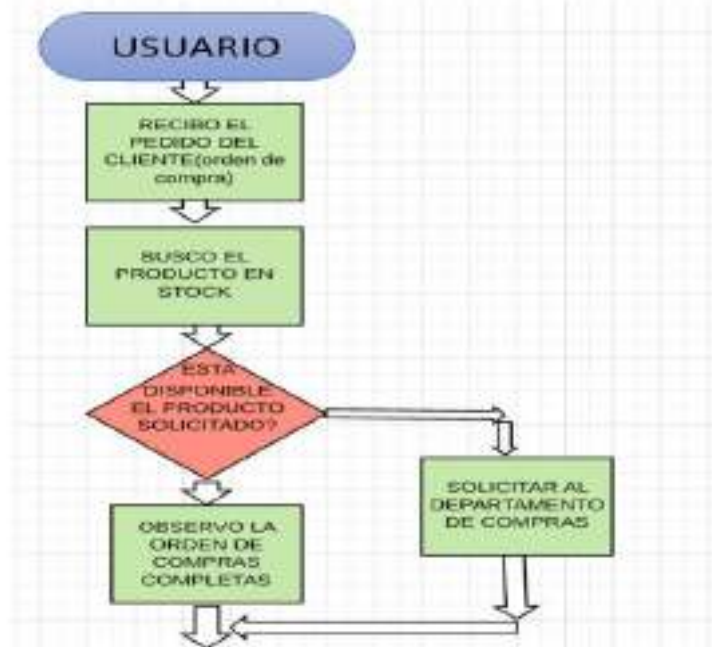 USUARIO
RECIBO EL
PEDIDO DEL
CLIENTE(orden de
compra)
BUSCO EL
PRODUCTO EN
STOCK
ESTA
DISPONIBLE
EL PRODUCTO
SOLICITADO?
SOLICITAR AL
DEPARTAMENTO
DE COMPRAS
OBSERVO LA
ORDEN DE
COMPRAS
COMPLETAS